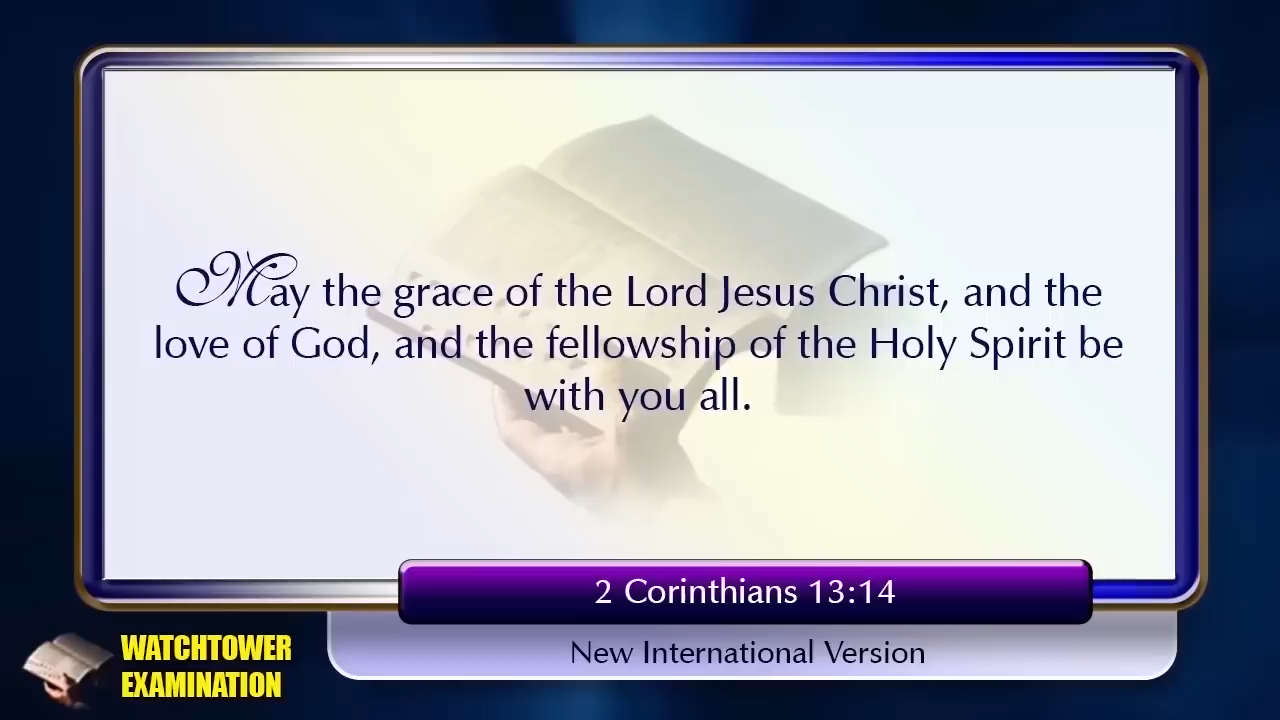 May the grace of the Lord Jesus Christ, and the
love of God, and the fellowship of the Holy Spirit be
with you all.
2 Corinthians 13:14
New International Version
WATCHTOWER
EXAMINATION